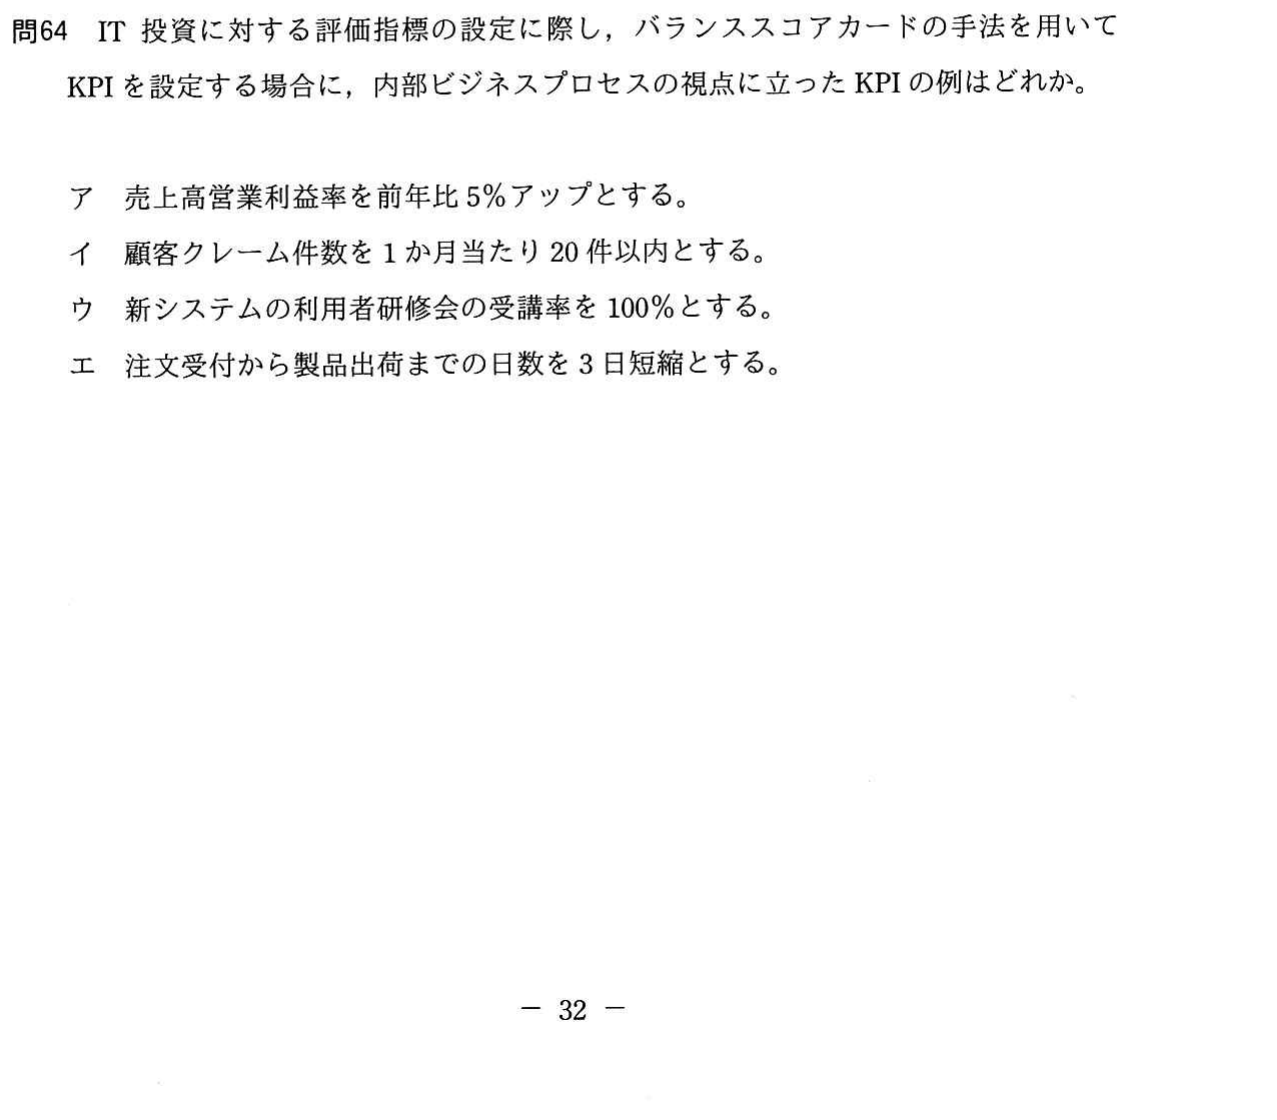 問64 IT 投資に対する評価指標の設定に際し，バランススコアカードの手法を用いて
KPI を設定する場合に，内部ビジネスプロセスの視点に立った KPI の例はどれか。
ア 売上高営業利益率を前年比 5％アップとする。
イ 顧客クレーム件数を 1 か月当たり 20 件以内とする。
ウ 新システムの利用者研修会の受講率を 100％とする。
エ 注文受付から製品出荷までの日数を 3 日短縮とする。
－ 32 －